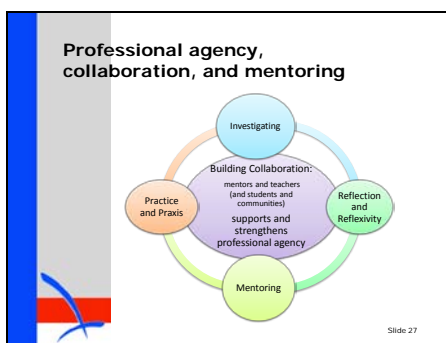 Professional agency,
collaboration, and mentoring
Investigating
Building Collaboration:
mentors and teachers
(and students and
communities)
supports and
strengthens
professional agency
Practice
and Praxis
Reflection
and
Reflexivity
Mentoring
Slide 27